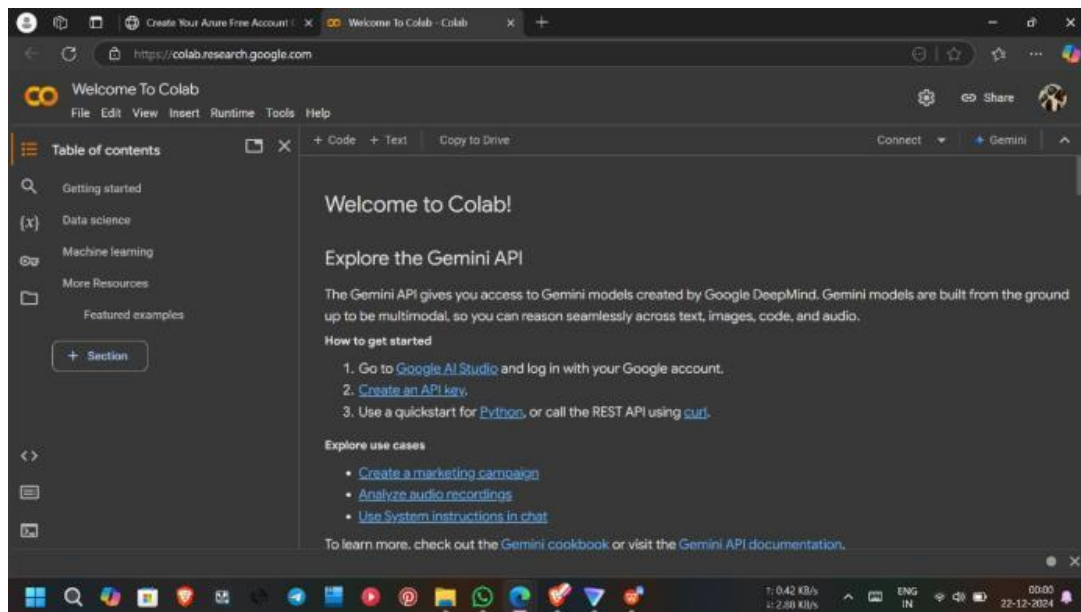 Create Your Azure Free Account
Welcome To Colab - Colab
https://colab.research.google.com
CO
Welcome To Colab
File Edit View Insert Runtime Tools Help
Share
Table of contents
+ Code + Text Copy to Drive
Connect
Gemini
Getting started
{x} Data science
Machine learning
More Resources
Featured examples
+ Section
Welcome to Colab!
Explore the Gemini API
The Gemini API gives you access to Gemini models created by Google DeepMind. Gemini models are built from the ground
up to be multimodal, so you can reason seamlessly across text, images, code, and audio.
How to get started
1. Go to Google AI Studio and log in with your Google account.
2. Create an API key.
3. Use a quickstart for Python, or call the REST API using curl.
Explore use cases
• Create a marketing campaign
• Analyze audio recordings
• Use System instructions in chat
To learn more, check out the Gemini cookbook or visit the Gemini API documentation.
0.42 KB/s
2.88 KB/s
ENG
IN
00:00
22-12-2024